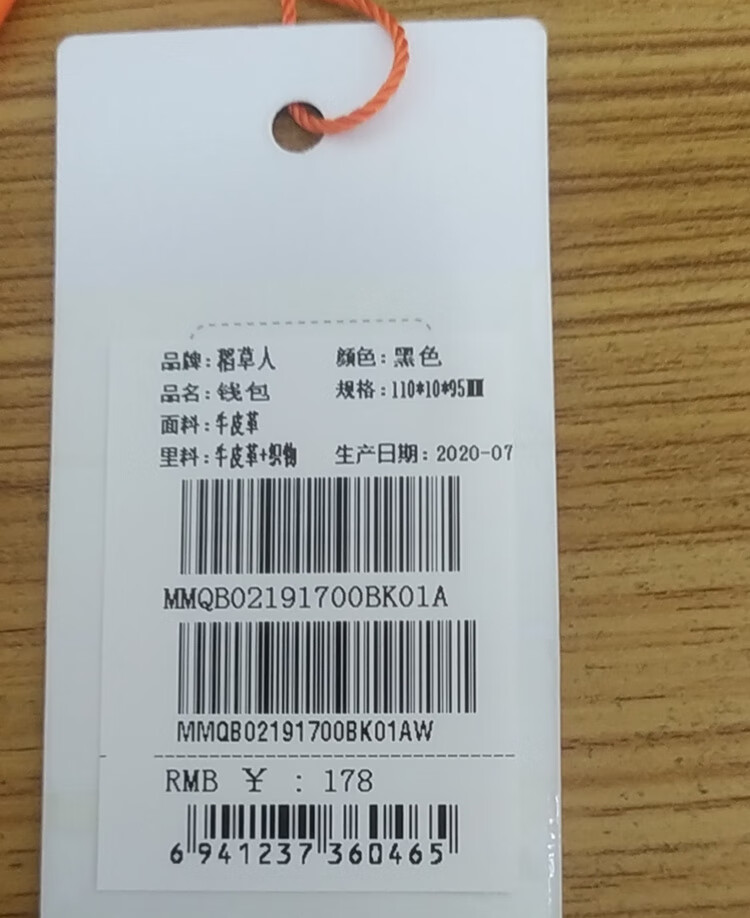 品牌:稻草人 颜色:黑色
品名:钱包 规格:110*10*95MM
面料:牛皮革
里料:牛皮革+织物 生产日期:2020-07
MMQB02191700BK01A
MMQB02191700BK01AW
RMB ¥ : 178
6 941237 360465